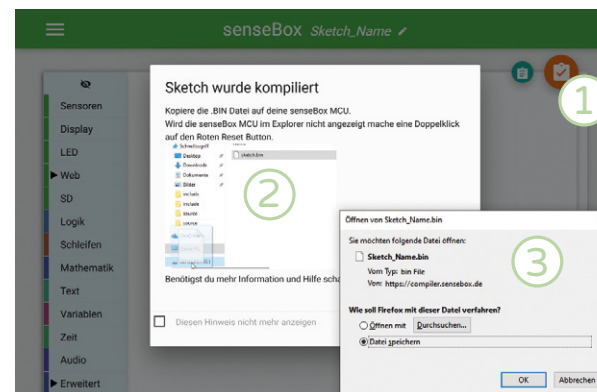 senseBox Sketch_Name
1
Sensoren
Display
LED
Web
SD
Logik
Schleifen
Mathematik
Text
Variablen
Zeit
Audio
Erweitert
Sketch wurde kompiliert
Kopiere die .BIN Datei auf deine senseBox MCU.
Wird die senseBox MCU im Explorer nicht angezeigt mache eine Doppelklick
auf den Roten Reset Button.
Schnellzugriff
Desktop
Downloads
Dokumente
Bilder
include
include
source
source
sketch.bin
2
Benötigst du mehr Information und Hilfe
Diesen Hinweis nicht mehr anzeigen
Öffnen von Sketch_Name.bin
Sie möchten folgende Datei öffnen:
Sketch_Name.bin
Vom Typ: bin File
Von: https://compiler.sensebox.de
3
Wie soll Firefox mit dieser Datei verfahren?
Öffnen mit Durchsuchen...
Datei speichern
OK Abbrechen